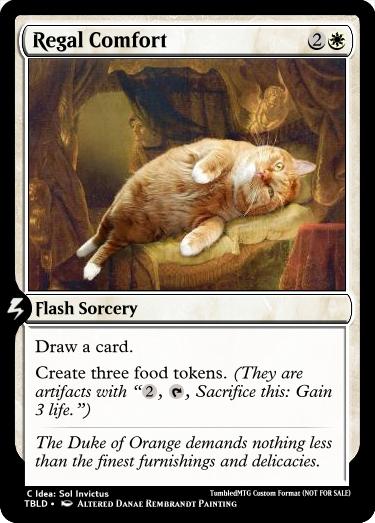 Regal Comfort 2
Flash Sorcery
Draw a card.
Create three food tokens. (They are
artifacts with “2, , Sacrifice this: Gain
3 life.”)
The Duke of Orange demands nothing less
than the finest furnishings and delicacies.
C Idea: Sol Invictus TumbledMTG Custom Format (NOT FOR SALE)
TBLD • Altered Danae Rembrandt Painting